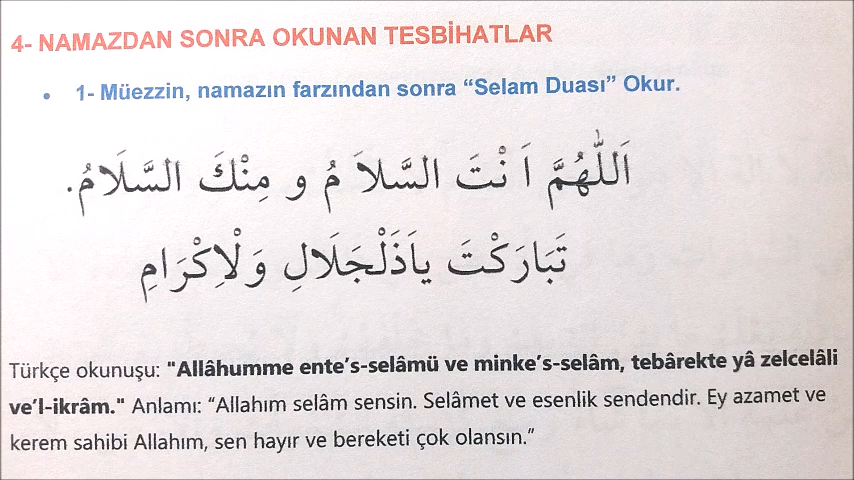 4- NAMAZDAN SONRA OKUNAN TESBİHATLAR
• 1- Müezzin, namazın farzından sonra “Selam Duası” Okur.
اَللّٰهُمَّ اَ نْتَ السَّلاَ مُ و مِنْكَ السَّلَامُ.
تَبَارَكْتَ ياَذَلْجَلَالِ وَلْاِكْرَامِ
Türkçe okunuşu: "Allâhumme ente’s-selâmü ve minke’s-selâm, tebârekte yâ zelcelâli
ve’l-ikrâm." Anlamı: “Allahım selâm sensin. Selâmet ve esenlik sendendir. Ey azamet ve
kerem sahibi Allahım, sen hayır ve bereketi çok olansın.”